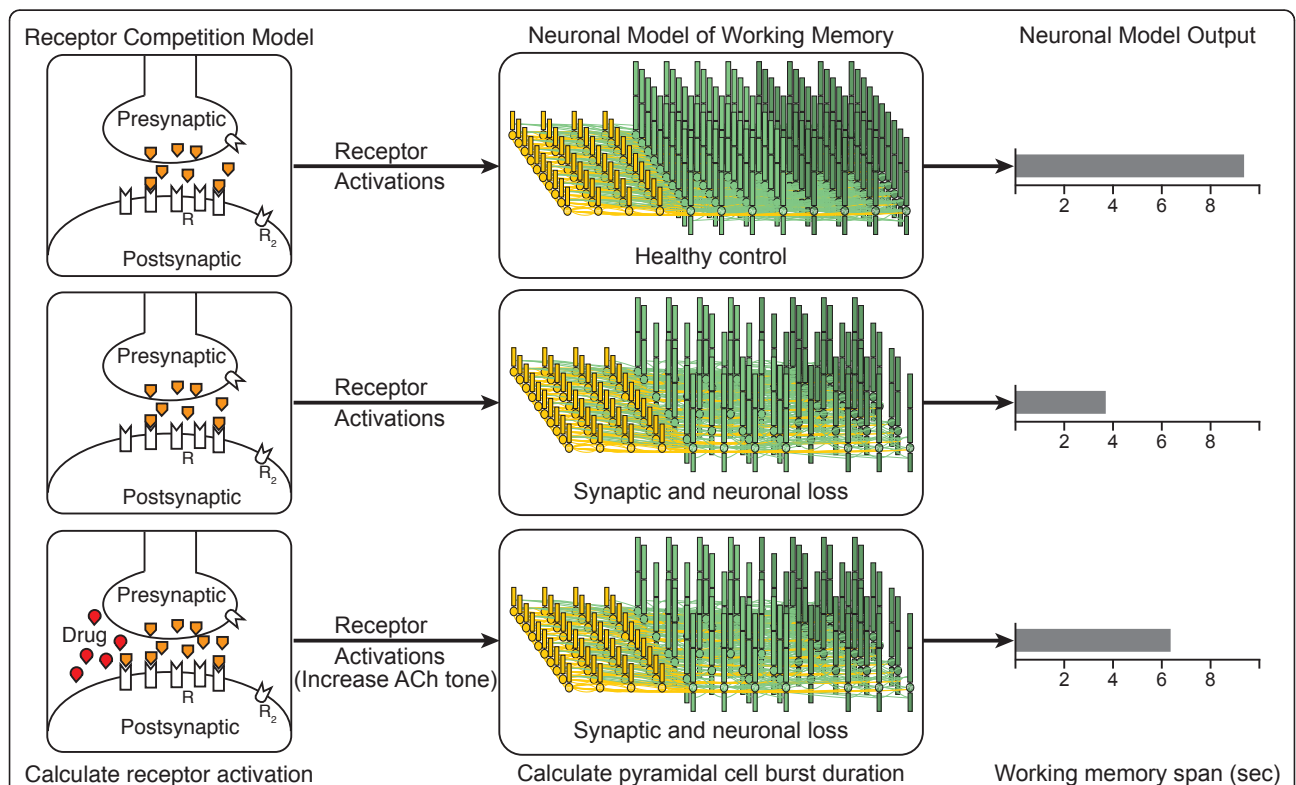 Receptor Competition Model
Neuronal Model of Working Memory
Neuronal Model Output
Presynaptic
R
R2
Postsynaptic
Receptor
Activations
Healthy control
2 4 6 8
Presynaptic
R
R2
Postsynaptic
Receptor
Activations
Synaptic and neuronal loss
2 4 6 8
Presynaptic
Drug
R
R2
Postsynaptic
Receptor
Activations
(Increase ACh tone)
Synaptic and neuronal loss
2 4 6 8
Calculate receptor activation
Calculate pyramidal cell burst duration
Working memory span (sec)